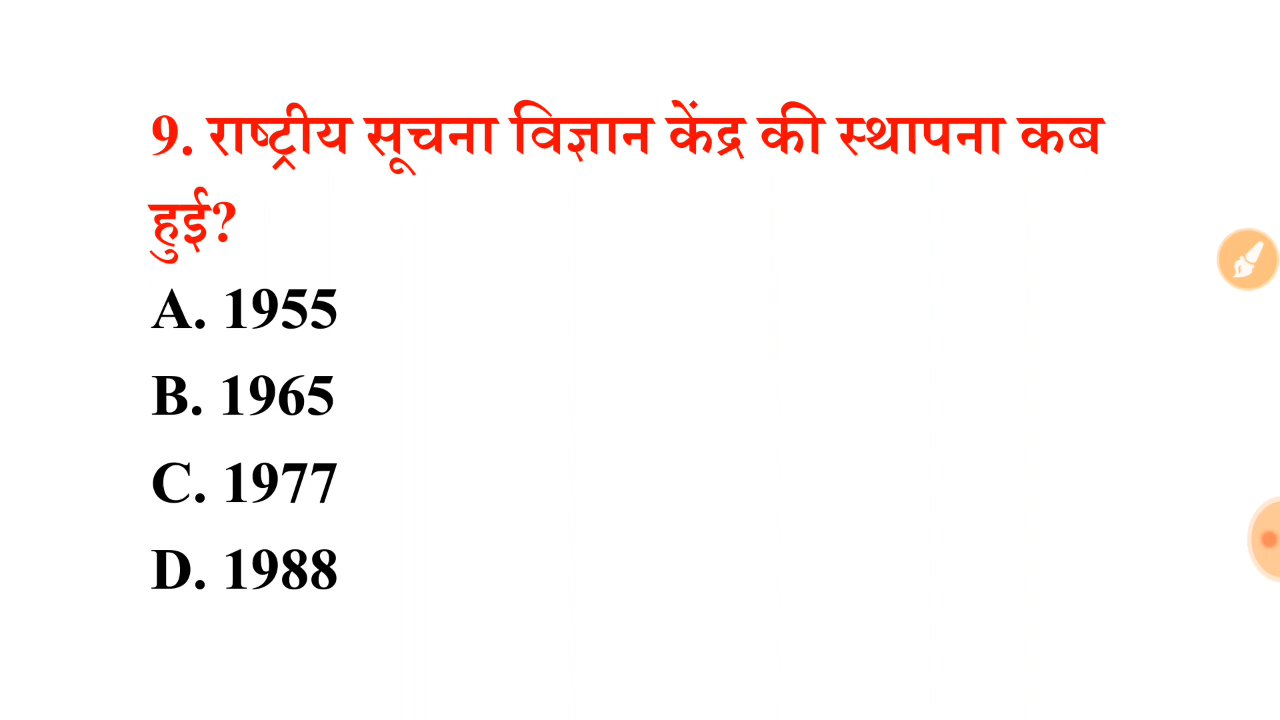 9. राष्ट्रीय सूचना विज्ञान केंद्र की स्थापना कब
हुई?
A. 1955
B. 1965
C. 1977
D. 1988